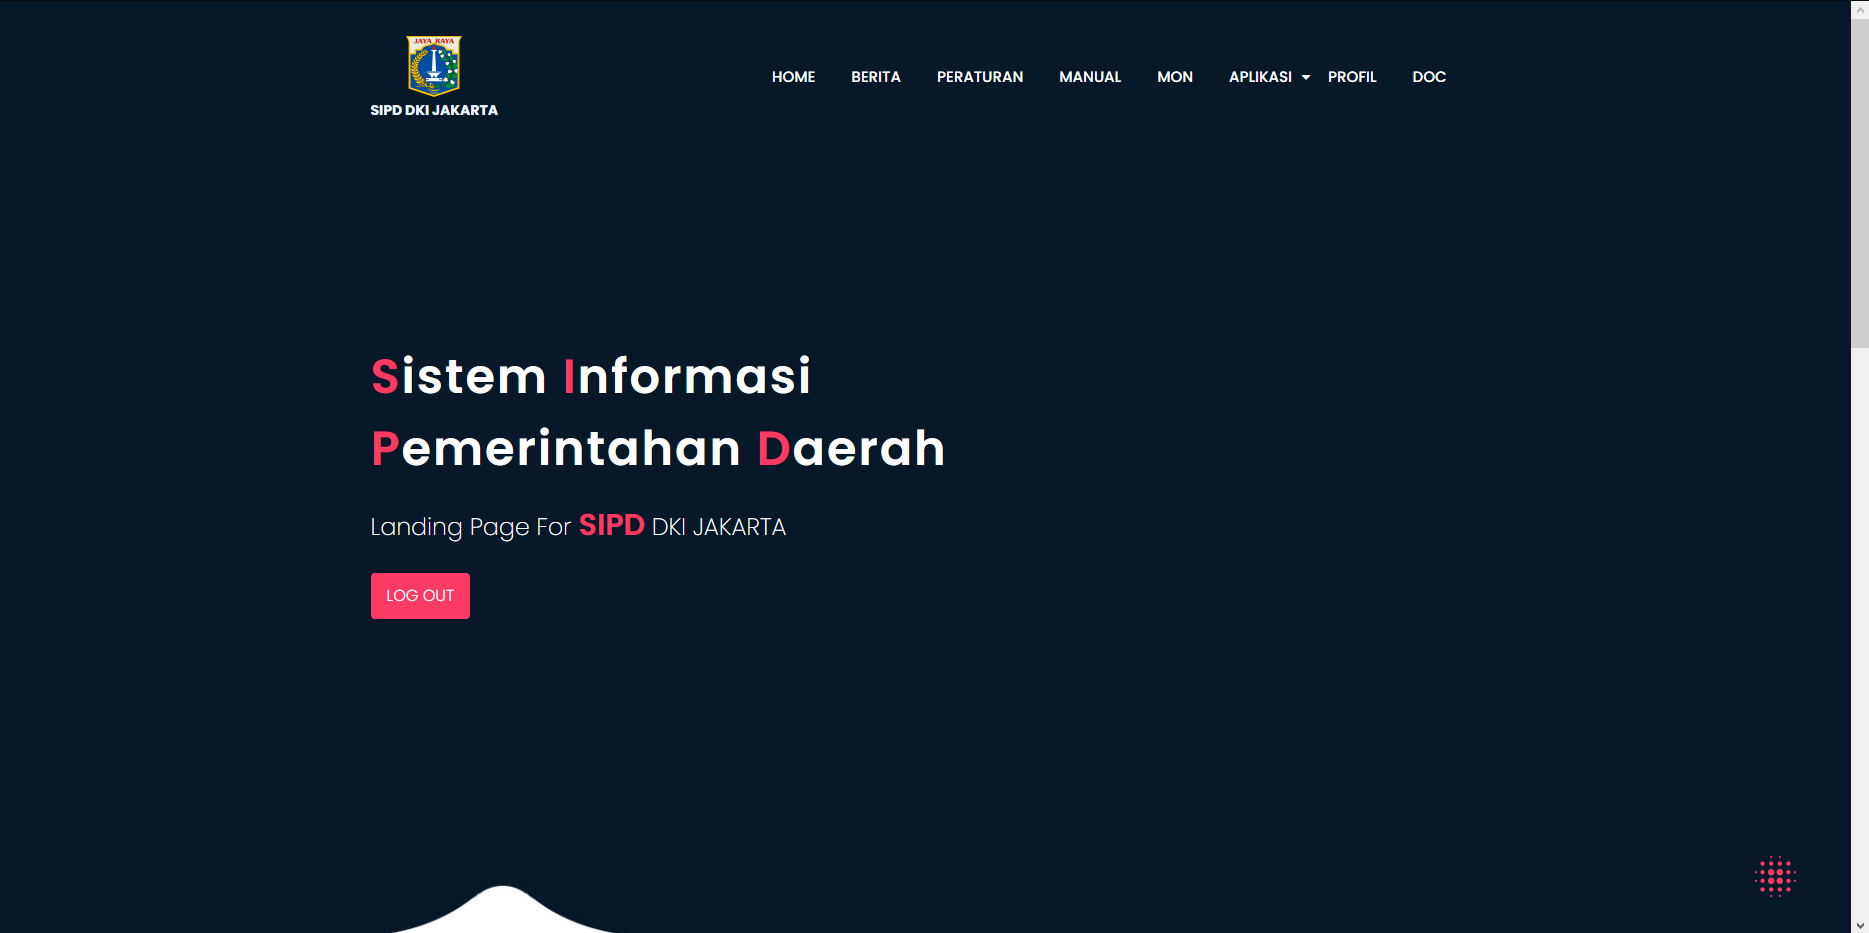 JAYA RAYA
SIPD DKI JAKARTA
HOME BERITA PERATURAN MANUAL MON APLIKASI PROFIL DOC
Sistem Informasi
Pemerintahan Daerah
Landing Page For SIPD DKI JAKARTA
LOG OUT